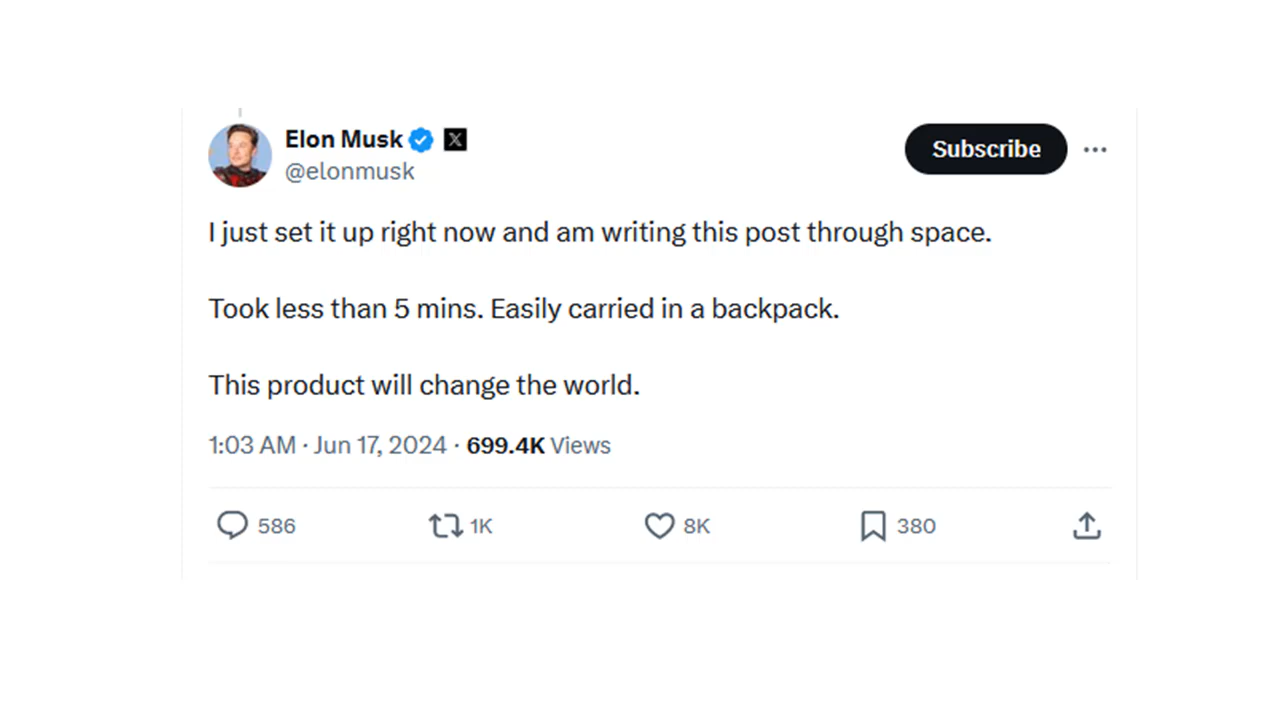 Elon Musk
@elonmusk
Subscribe
I just set it up right now and am writing this post through space.
Took less than 5 mins. Easily carried in a backpack.
This product will change the world.
1:03 AM · Jun 17, 2024 · 699.4K Views
586 1K 8K 380